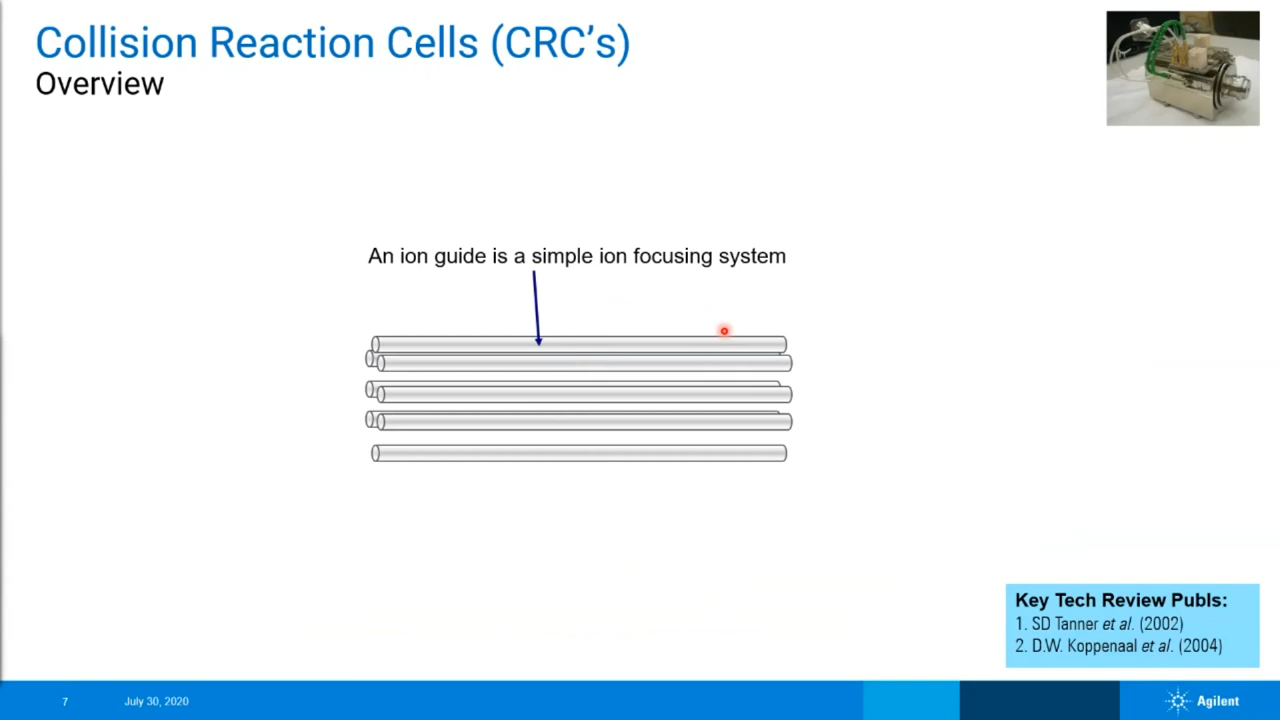 Collision Reaction Cells (CRC’s)
Overview
An ion guide is a simple ion focusing system
Key Tech Review Publs:
1. SD Tanner et al. (2002)
2. D.W. Koppenaal et al. (2004)
7
July 30, 2020
Agilent